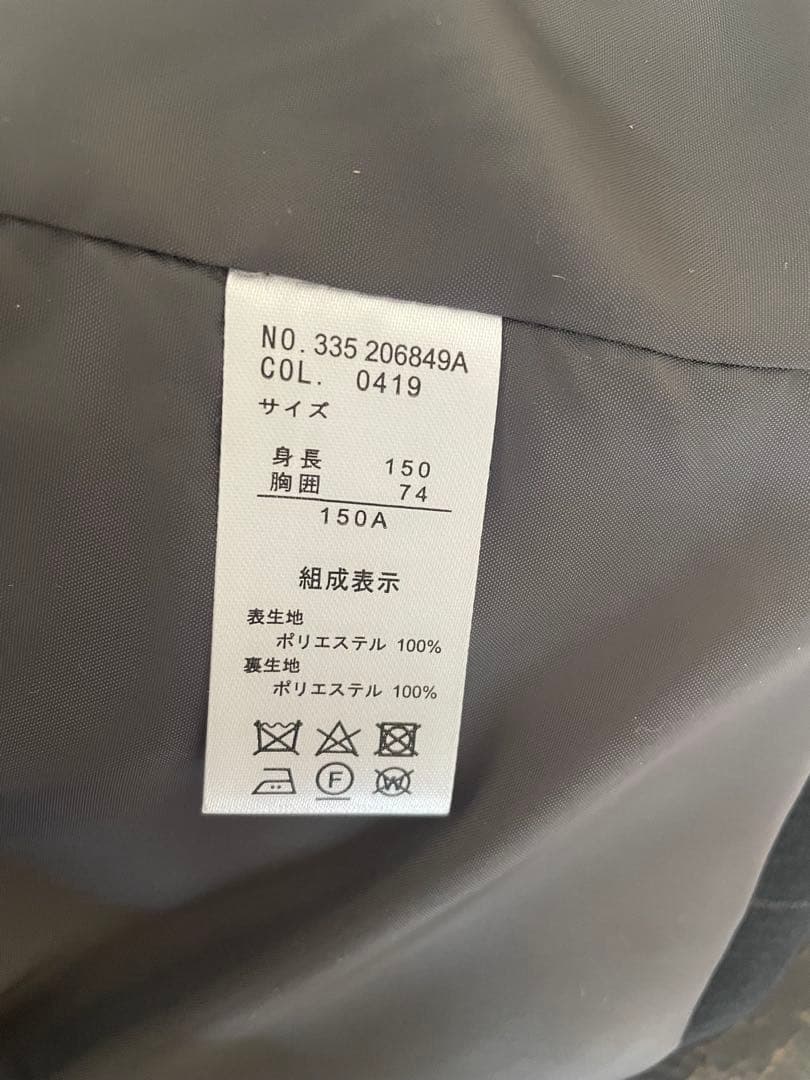 NO. 335 206849A
COL. 0419
サイズ
身長 150
胸囲 74
150A
組成表示
表生地
ポリエステル 100%
裏生地
ポリエステル 100%
F W